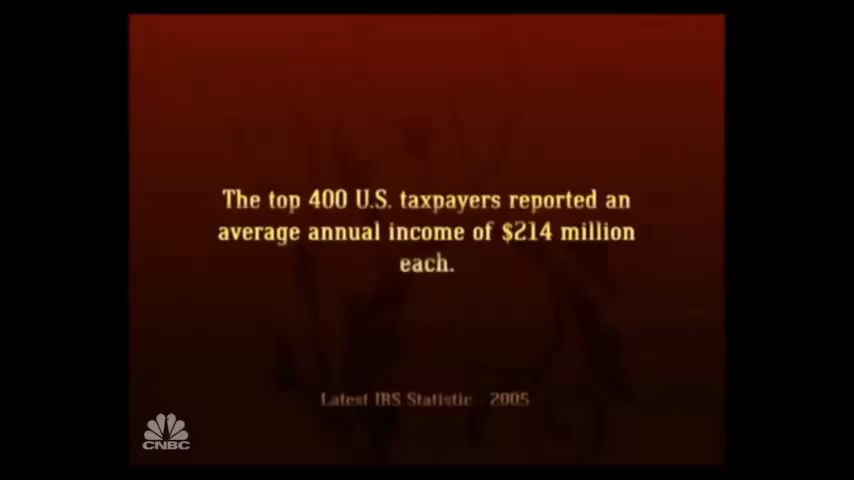 The top 400 U.S. taxpayers reported an
average annual income of $214 million
each.
Latest IRS Statistic - 2005
CNBC